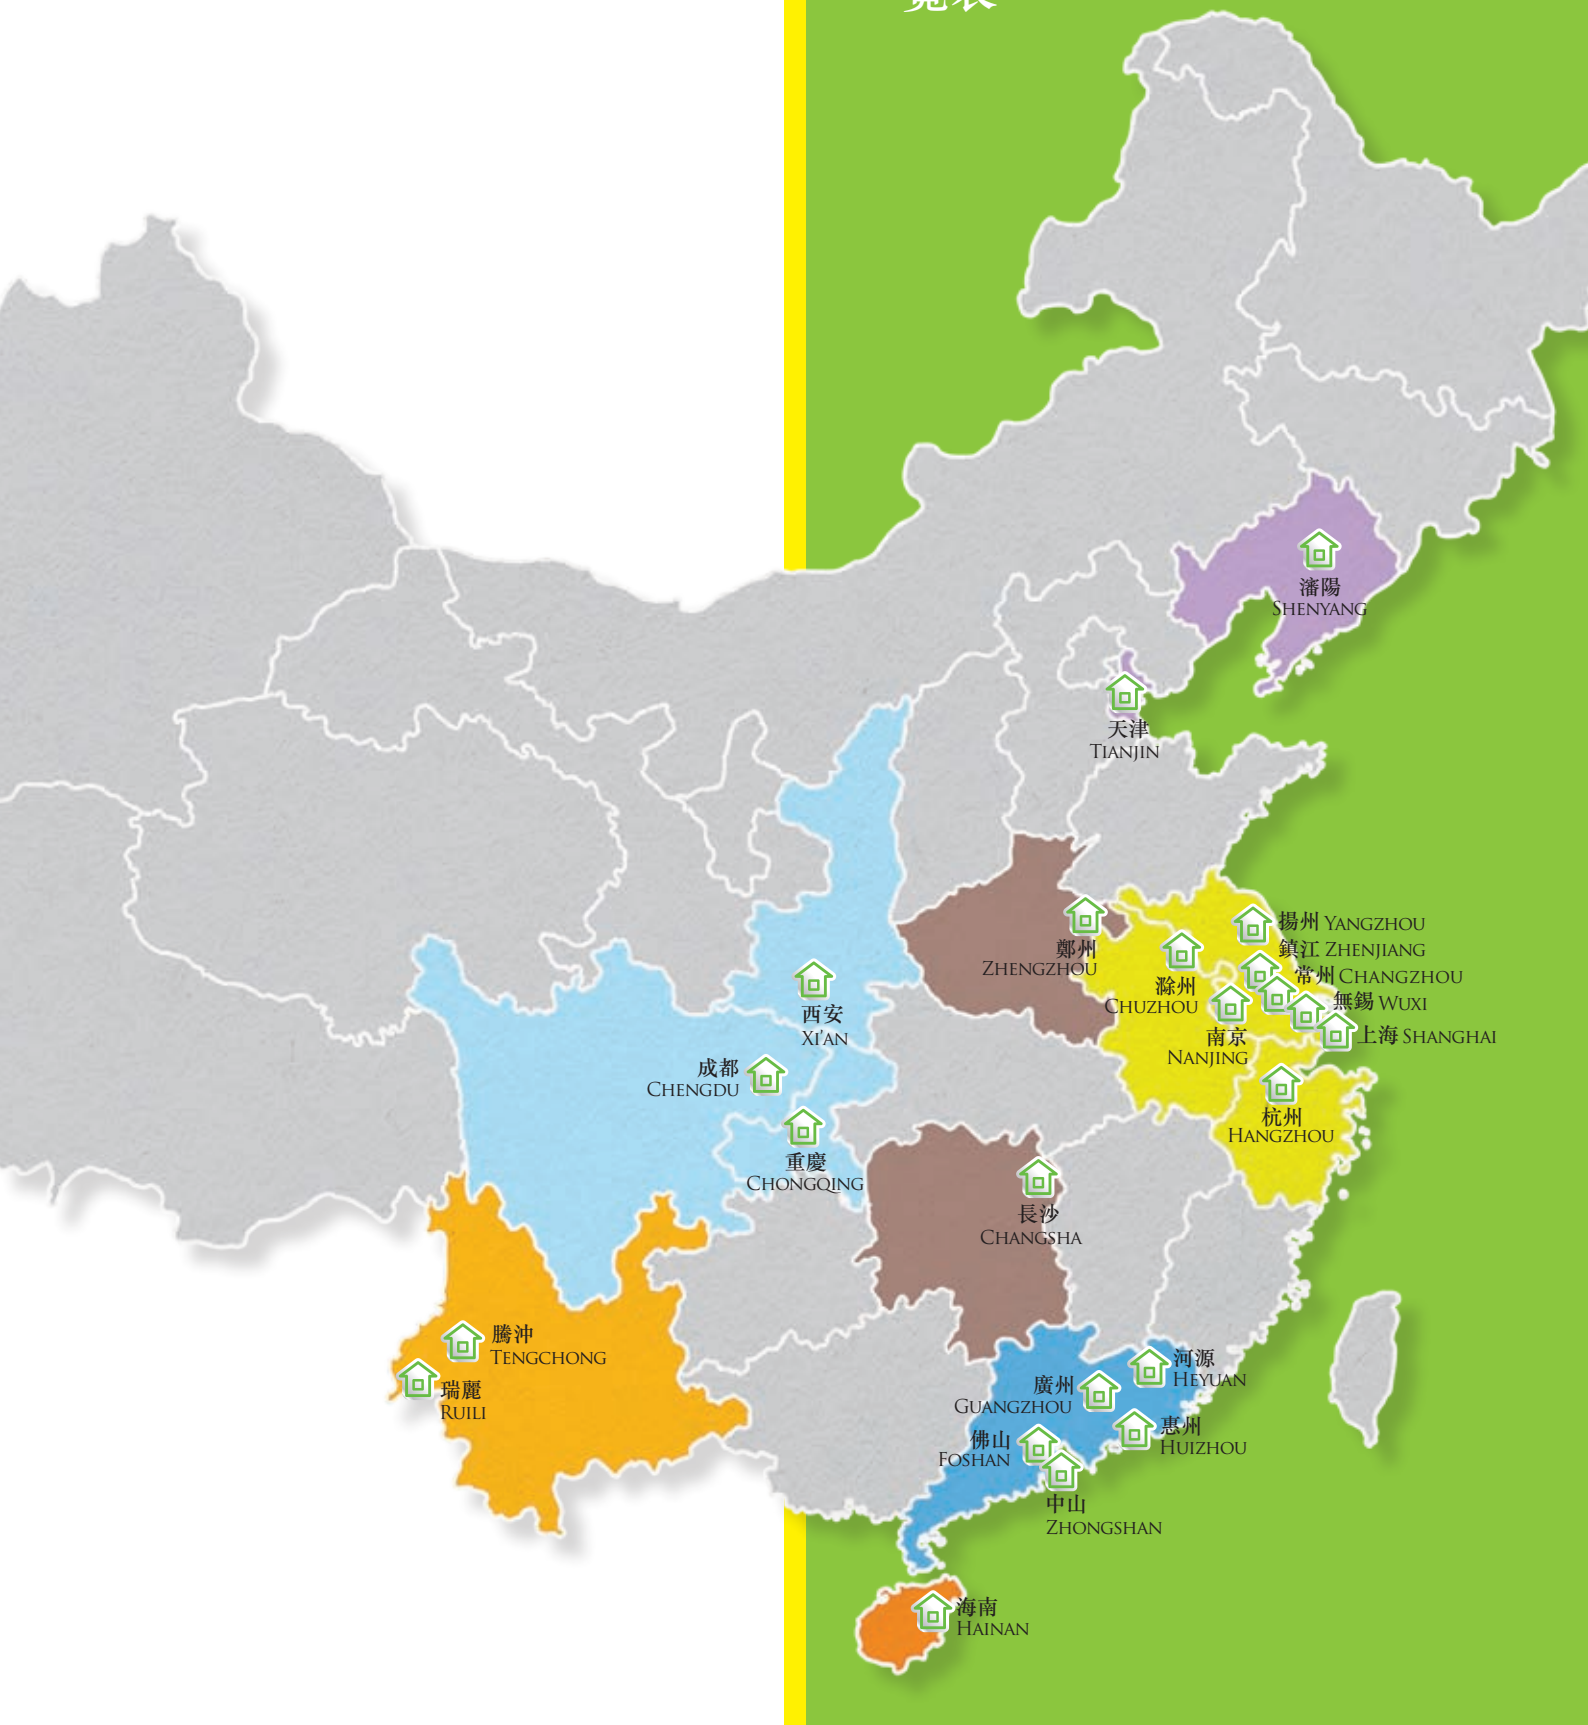 覽表
瀋陽
SHENYANG
天津
TIANJIN
揚州 YANGZHOU
鎮江 ZHENJIANG
常州 CHANGZHOU
無錫 WUXI
上海 SHANGHAI
鄭州
ZHENGZHOU
滁州
CHUZHOU
南京
NANJING
杭州
HANGZHOU
西安
XI'AN
成都
CHENGDU
重慶
CHONGQING
長沙
CHANGSHA
騰沖
TENGCHONG
瑞麗
RUILI
河源
HEYUAN
廣州
GUANGZHOU
惠州
HUIZHOU
佛山
FOSHAN
中山
ZHONGSHAN
海南
HAINAN